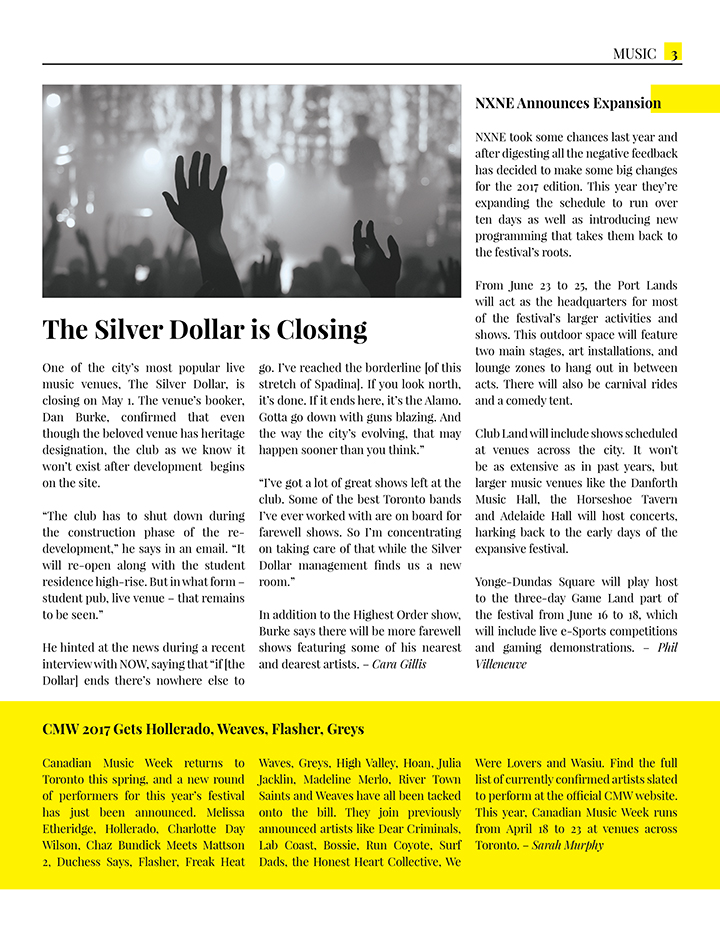 MUSIC 3
The Silver Dollar is Closing
One of the city's most popular live
music venues, The Silver Dollar, is
closing on May 1. The venue's booker,
Dan Burke, confirmed that even
though the beloved venue has heritage
designation, the club as we know it
won't exist after development begins
on the site.
“The club has to shut down during
the construction phase of the re-
development,” he says in an email. “It
will re-open along with the student
residence high-rise. But in what form –
student pub, live venue – that remains
to be seen.”
He hinted at the news during a recent
interview with NOW, saying that “if [the
Dollar] ends there's nowhere else to
go. I've reached the borderline [of this
stretch of Spadina]. If you look north,
it's done. If it ends here, it's the Alamo.
Gotta go down with guns blazing. And
the way the city's evolving, that may
happen sooner than you think.”
“I've got a lot of great shows left at the
club. Some of the best Toronto bands
I've ever worked with are on board for
farewell shows. So I'm concentrating
on taking care of that while the Silver
Dollar management finds us a new
room.”
In addition to the Highest Order show,
Burke says there will be more farewell
shows featuring some of his nearest
and dearest artists. – Cara Gillis
NXNE Announces Expansion
NXNE took some chances last year and
after digesting all the negative feedback
has decided to make some big changes
for the 2017 edition. This year they're
expanding the schedule to run over
ten days as well as introducing new
programming that takes them back to
the festival's roots.
From June 23 to 25, the Port Lands
will act as the headquarters for most
of the festival's larger activities and
shows. This outdoor space will feature
two main stages, art installations, and
lounge zones to hang out in between
acts. There will also be carnival rides
and a comedy tent.
Club Land will include shows scheduled
at venues across the city. It won't
be as extensive as in past years, but
larger music venues like the Danforth
Music Hall, the Horseshoe Tavern
and Adelaide Hall will host concerts,
harking back to the early days of the
expansive festival.
Yonge-Dundas Square will play host
to the three-day Game Land part of
the festival from June 16 to 18, which
will include live e-Sports competitions
and gaming demonstrations. – Phil
Villeneuve
CMW 2017 Gets Hollerado, Weaves, Flasher, Greys
Canadian Music Week returns to
Toronto this spring, and a new round
of performers for this year's festival
has just been announced. Melissa
Etheridge, Hollerado, Charlotte Day
Wilson, Chaz Bundick Meets Mattson
2, Duchess Says, Flasher, Freak Heat
Waves, Greys, High Valley, Hoan, Julia
Jacklin, Madeline Merlo, River Town
Saints and Weaves have all been tacked
onto the bill. They join previously
announced artists like Dear Criminals,
Lab Coast, Bossie, Run Coyote, Surf
Dads, the Honest Heart Collective, We
Were Lovers and Wasiu. Find the full
list of currently confirmed artists slated
to perform at the official CMW website.
This year, Canadian Music Week runs
from April 18 to 23 at venues across
Toronto. – Sarah Murphy